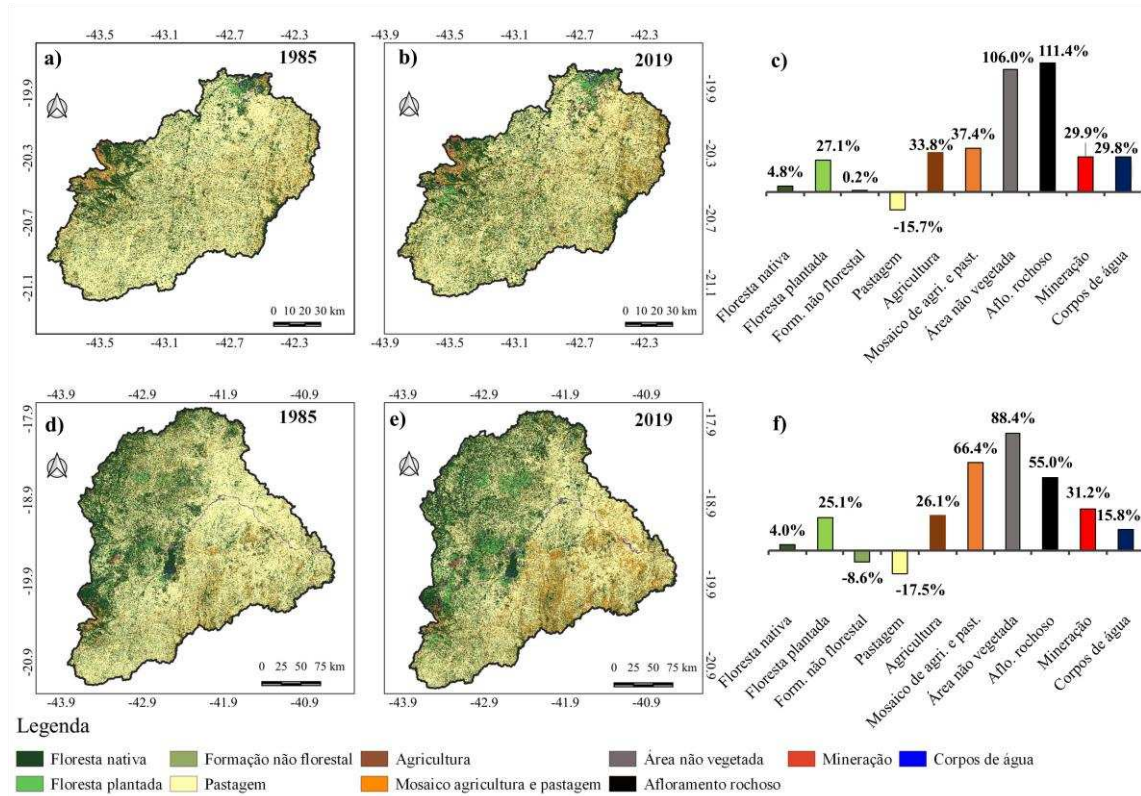 -43.5 -43.1 -42.7 -42.3
a) 1985
-19.9
-20.3
-20.7
-21.1
0 10 20 30 km
-43.5 -43.1 -42.7 -42.3
-43.9 -43.5 -43.1 -42.7 -42.3
b) 2019
-19.9
-20.3
-20.7
-21.1
0 10 20 30 km
-43.9 -43.5 -43.1 -42.7 -42.3
c)
4.8%
27.1%
0.2%
-15.7%
33.8%
37.4%
106.0%
111.4%
29.9%
29.8%
Floresta nativa
Floresta plantada
Form. não florestal
Pastagem
Agricultura
Mosaico de agri. e past.
Área não vegetada
Aflo. rochoso
Mineração
Corpos de água
-43.9 -42.9 -41.9 -40.9
d) 1985
-17.9
-18.9
-19.9
-20.9
0 25 50 75 km
-43.9 -42.9 -41.9 -40.9
-43.9 -42.9 -41.9 -40.9
e) 2019
-17.9
-18.9
-19.9
-20.9
0 25 50 75 km
-43.9 -42.9 -41.9 -40.9
f)
4.0%
25.1%
-8.6%
-17.5%
26.1%
66.4%
88.4%
55.0%
31.2%
15.8%
Floresta nativa
Floresta plantada
Form. não florestal
Pastagem
Agricultura
Mosaico de agri. e past.
Área não vegetada
Aflo. rochoso
Mineração
Corpos de água
Legenda
Floresta nativa Formação não florestal Agricultura Área não vegetada Mineração Corpos de água
Floresta plantada Pastagem Mosaico agricultura e pastagem Afloramento rochoso